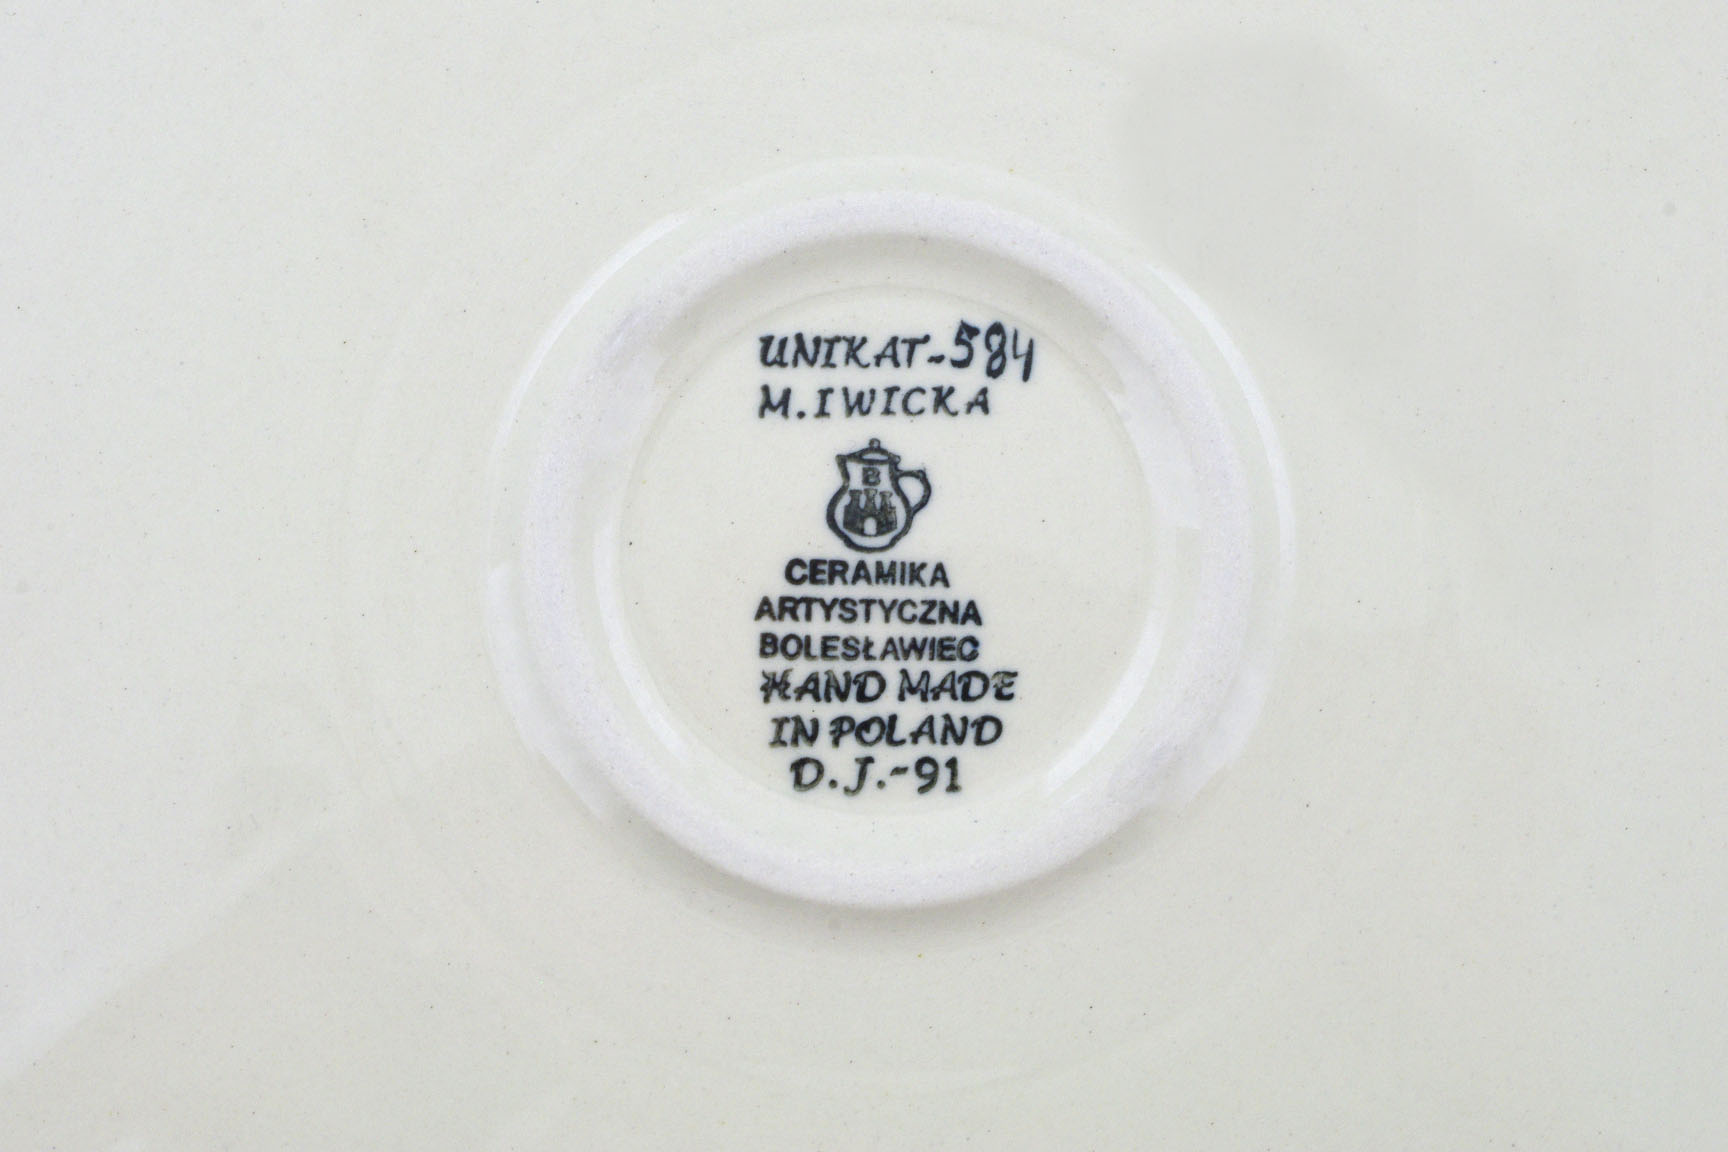 UNIKAT-584
M. IWICKA
B
CERAMIKA
ARTYSTYCZNA
BOLESŁAWIEC
HAND MADE
IN POLAND
D.J.-91